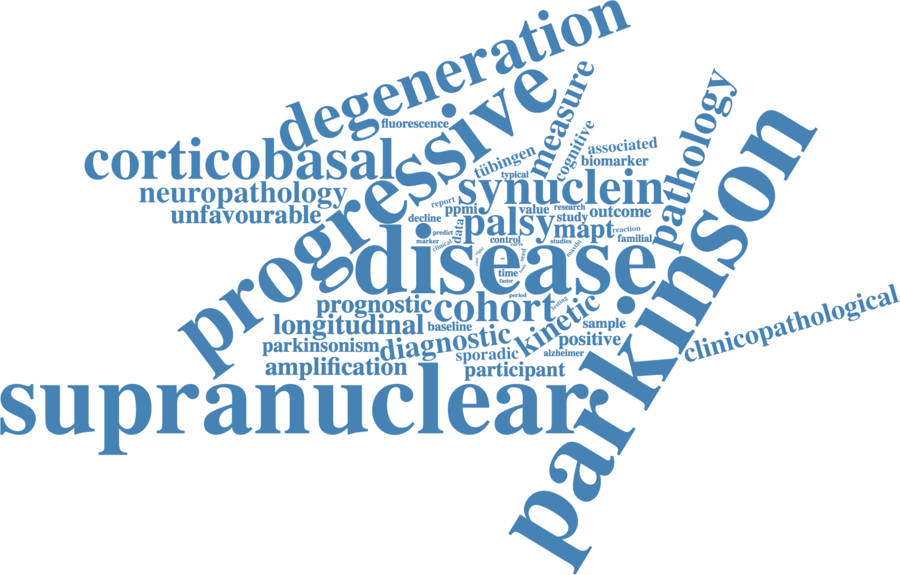 degeneration
progressive
fluorescence
measure
cognitive
pathology
parkinson
corticobasal
tübingen
typical
associated
biomarker
neuropathology
synuclein
unfavourable
report
ppmi
value
research
study
outcome
decline
palsy
mapt
reaction
data
predict
marker
clinical
control
studies
familial
disease
time
faster
period
prognostic
cohort
kinetic
testing
longitudinal
baseline
sample
clinicopathological
parkinsonism
diagnostic
positive
sporadic
alzheimer
amplification
participant
supranuclear